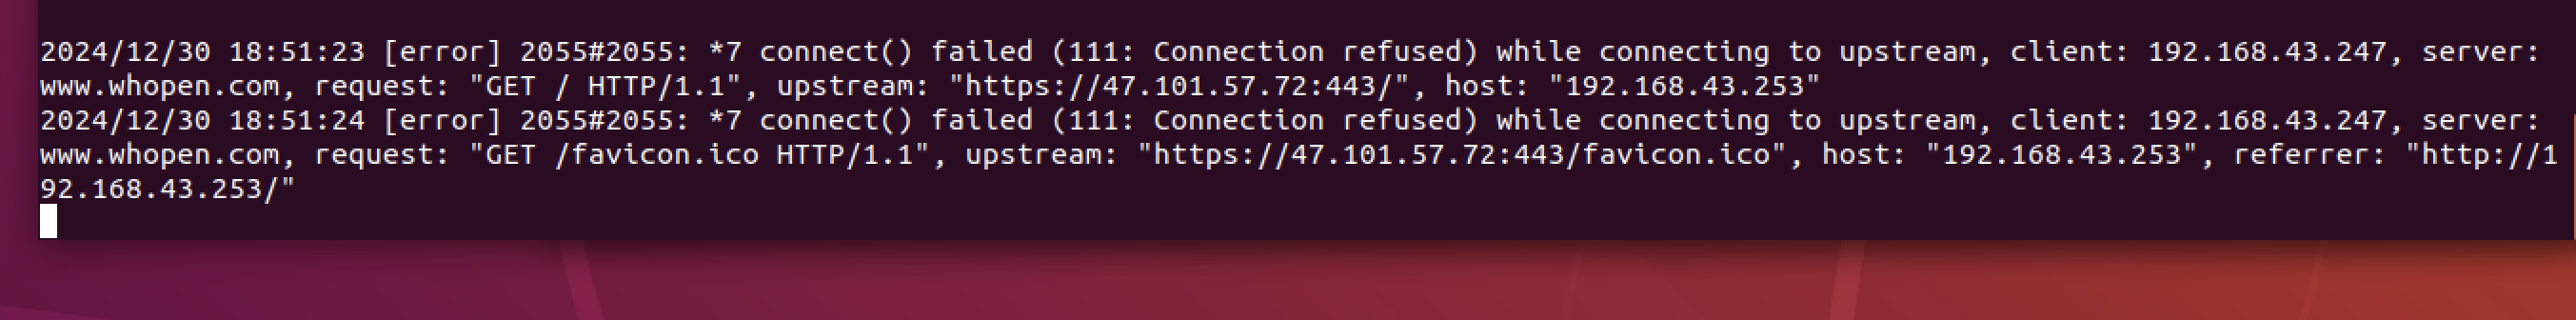 2024/12/30 18:51:23 [error] 2055#2055: *7 connect() failed (111: Connection refused) while connecting to upstream, client: 192.168.43.247, server:
www.whopen.com, request: "GET / HTTP/1.1", upstream: "https://47.101.57.72:443/", host: "192.168.43.253"
2024/12/30 18:51:24 [error] 2055#2055: *7 connect() failed (111: Connection refused) while connecting to upstream, client: 192.168.43.247, server:
www.whopen.com, request: "GET /favicon.ico HTTP/1.1", upstream: "https://47.101.57.72:443/favicon.ico", host: "192.168.43.253", referrer: "http://1
92.168.43.253/"